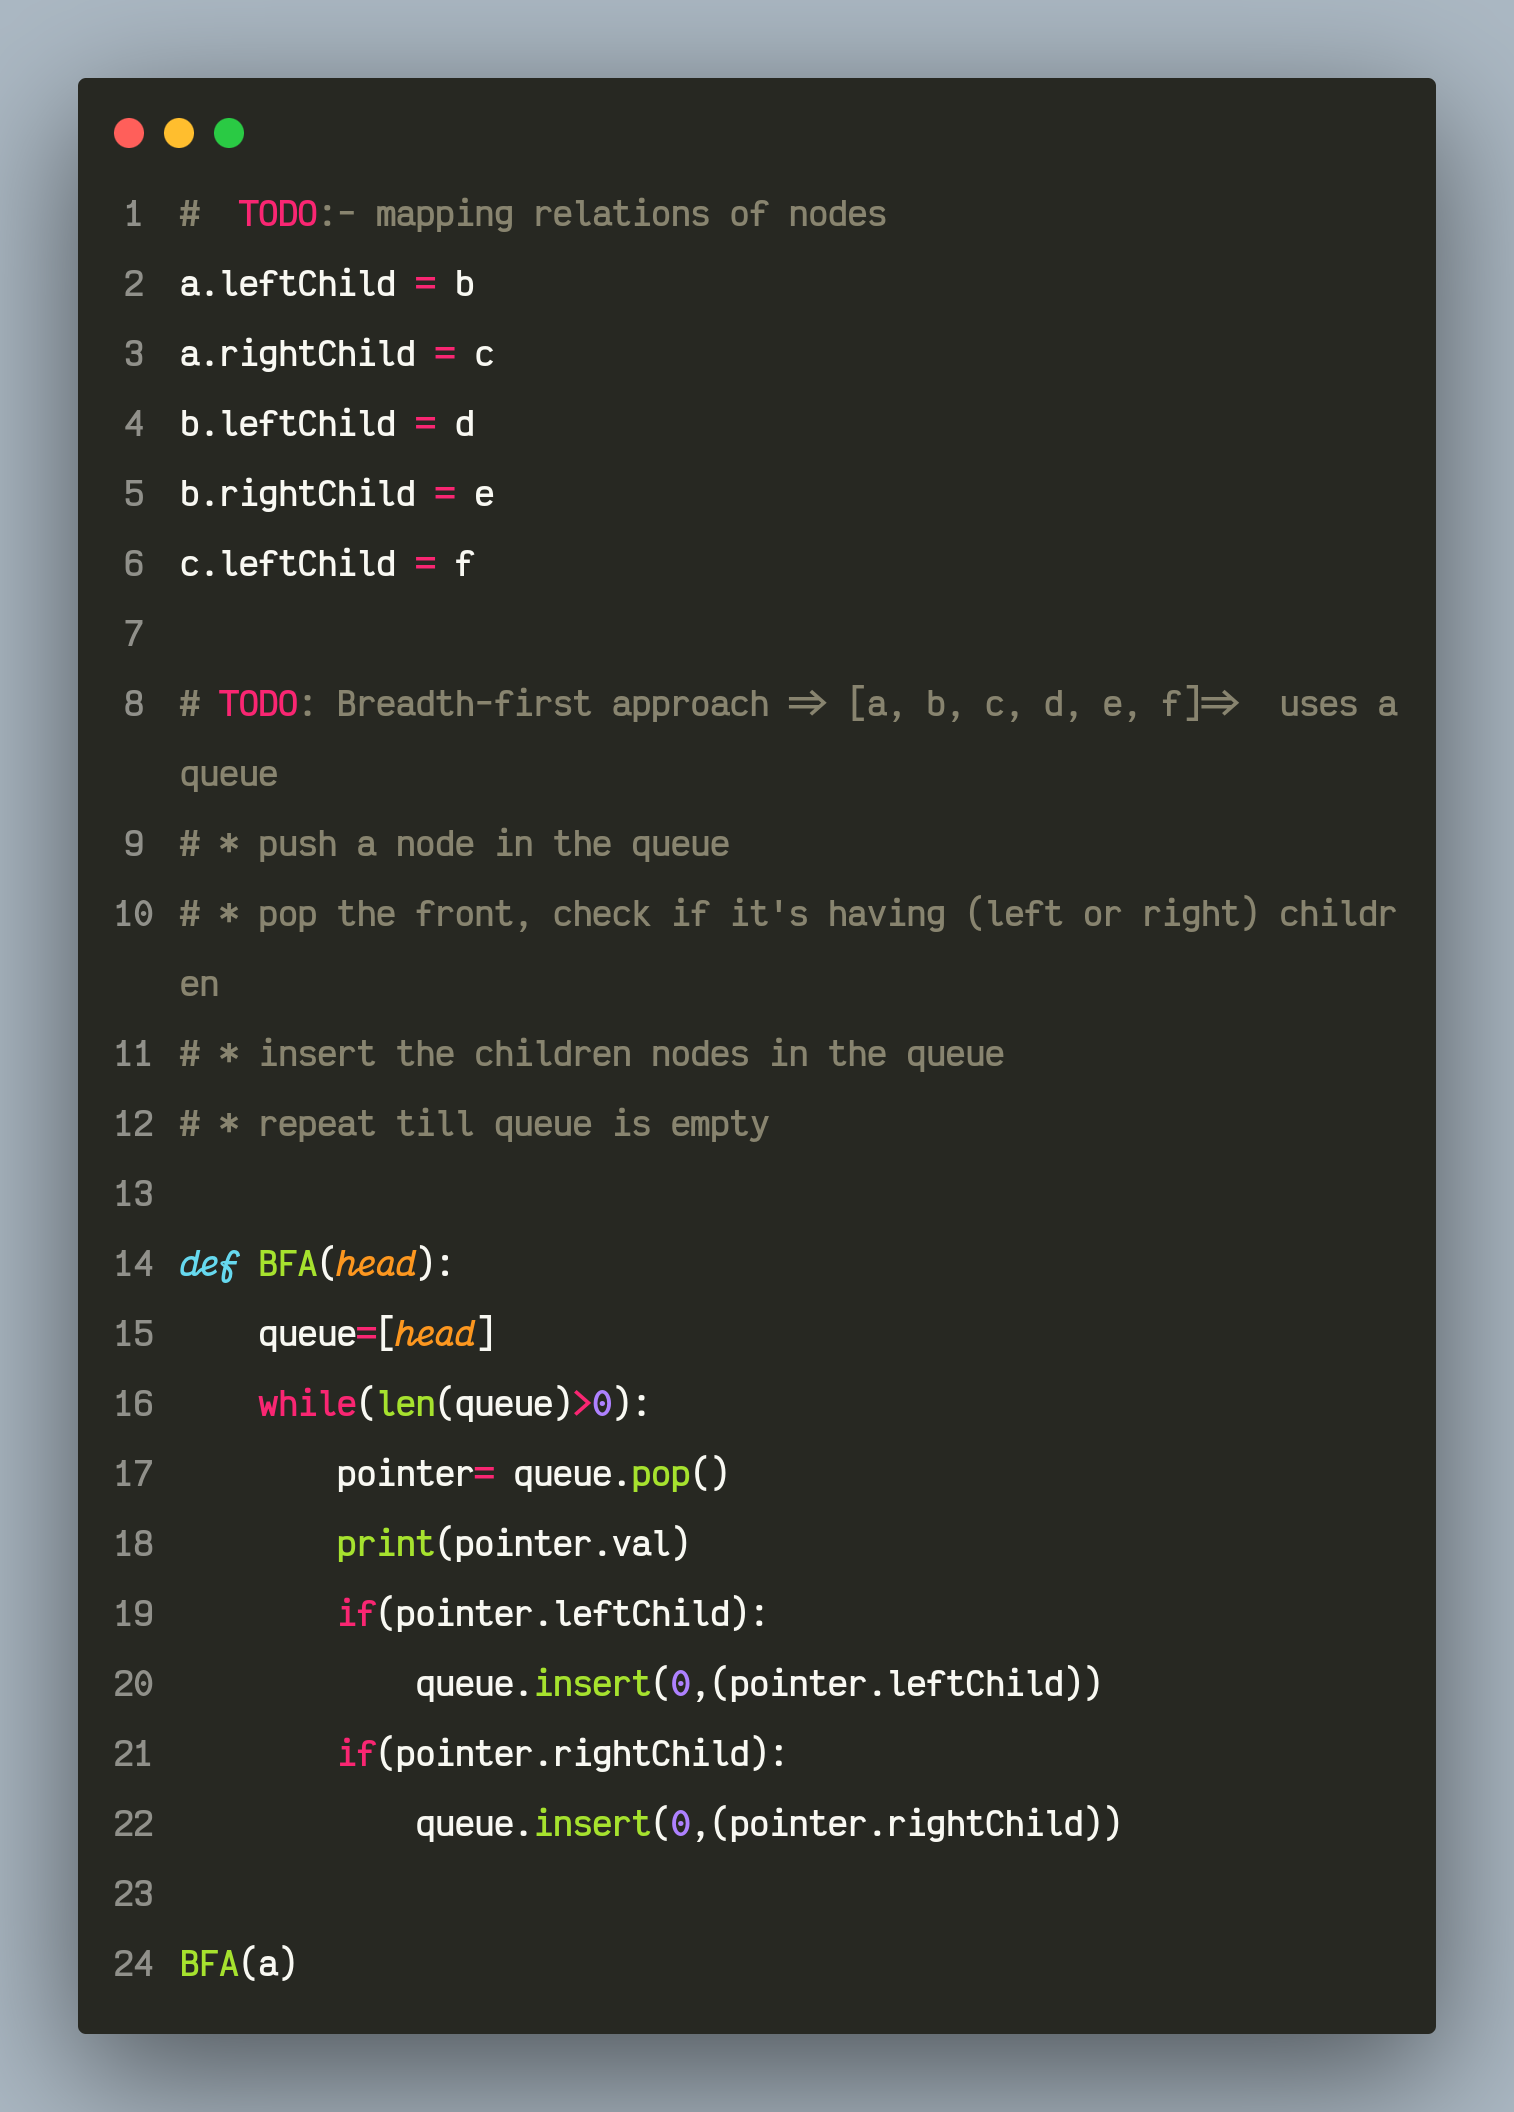 1 #  TODO:- mapping relations of nodes
2 a.leftChild = b
3 a.rightChild = c
4 b.leftChild = d
5 b.rightChild = e
6 c.leftChild = f
7
8 # TODO: Breadth-first approach => [a, b, c, d, e, f]=>  uses a
queue
9 # * push a node in the queue
10 # * pop the front, check if it's having (left or right) childr
en
11 # * insert the children nodes in the queue
12 # * repeat till queue is empty
13
14 def BFA(head):
15     queue=[head]
16     while(len(queue)>0):
17         pointer= queue.pop()
18         print(pointer.val)
19         if(pointer.leftChild):
20             queue.insert(0,(pointer.leftChild))
21         if(pointer.rightChild):
22             queue.insert(0,(pointer.rightChild))
23
24 BFA(a)